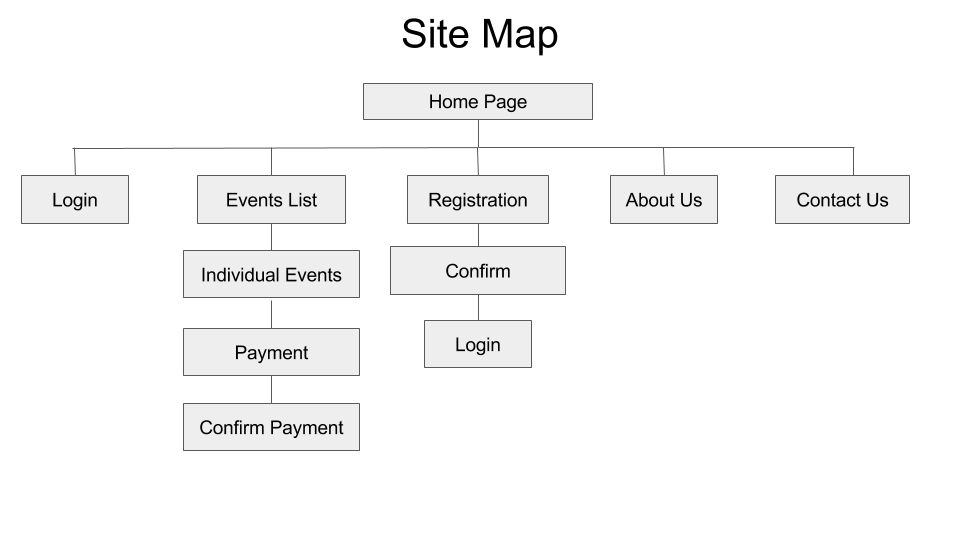 Site Map
Home Page
Login
Events List
Registration
About Us
Contact Us
Individual Events
Confirm
Payment
Login
Confirm Payment